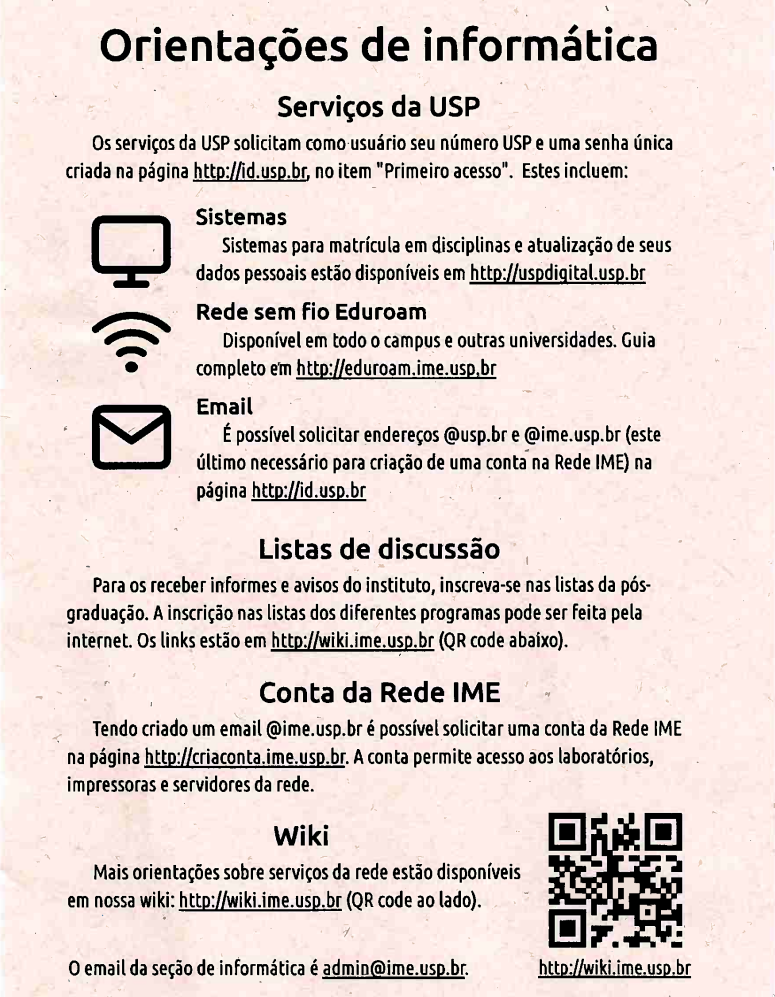 Orientações de informática
Serviços da USP
Os serviços da USP solicitam como usuário seu número USP e uma senha única
criada na página http://id.usp.br, no item "Primeiro acesso". Estes incluem:
Sistemas
Sistemas para matrícula em disciplinas e atualização de seus
dados pessoais estão disponíveis em http://uspdigital.usp.br
Rede sem fio Eduroam
Disponível em todo o campus e outras universidades. Guia
completo em http://eduroam.ime.usp.br
Email
É possível solicitar endereços @usp.br e @ime.usp.br (este
último necessário para criação de uma conta na Rede IME) na
página http://id.usp.br
Listas de discussão
Para os receber informes e avisos do instituto, inscreva-se nas listas da pós-
graduação. A inscrição nas listas dos diferentes programas pode ser feita pela
internet. Os links estão em http://wiki.ime.usp.br (QR code abaixo).
Conta da Rede IME
Tendo criado um email @ime.usp.br é possível solicitar uma conta da Rede IME
na página http://criaconta.ime.usp.br. A conta permite acesso aos laboratórios,
impressoras e servidores da rede.
Wiki
Mais orientações sobre serviços da rede estão disponíveis
em nossa wiki: http://wiki.ime.usp.br (QR code ao lado).
O email da seção de informática é admin@ime.usp.br.
http://wiki.ime.usp.br